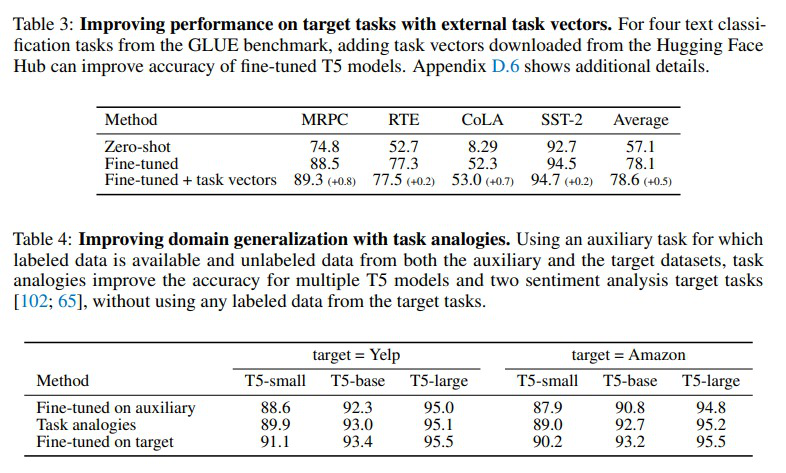 Table 3: Improving performance on target tasks with external task vectors. For four text classi-
fication tasks from the GLUE benchmark, adding task vectors downloaded from the Hugging Face
Hub can improve accuracy of fine-tuned T5 models. Appendix D.6 shows additional details.
Method MRPC RTE CoLA SST-2 Average
Zero-shot 74.8 52.7 8.29 92.7 57.1
Fine-tuned 88.5 77.3 52.3 94.5 78.1
Fine-tuned + task vectors 89.3 (+0.8) 77.5 (+0.2) 53.0 (+0.7) 94.7 (+0.2) 78.6 (+0.5)
Table 4: Improving domain generalization with task analogies. Using an auxiliary task for which
labeled data is available and unlabeled data from both the auxiliary and the target datasets, task
analogies improve the accuracy for multiple T5 models and two sentiment analysis target tasks
[102; 65], without using any labeled data from the target tasks.
target = Yelp target = Amazon
Method T5-small T5-base T5-large T5-small T5-base T5-large
Fine-tuned on auxiliary 88.6 92.3 95.0 87.9 90.8 94.8
Task analogies 89.9 93.0 95.1 89.0 92.7 95.2
Fine-tuned on target 91.1 93.4 95.5 90.2 93.2 95.5